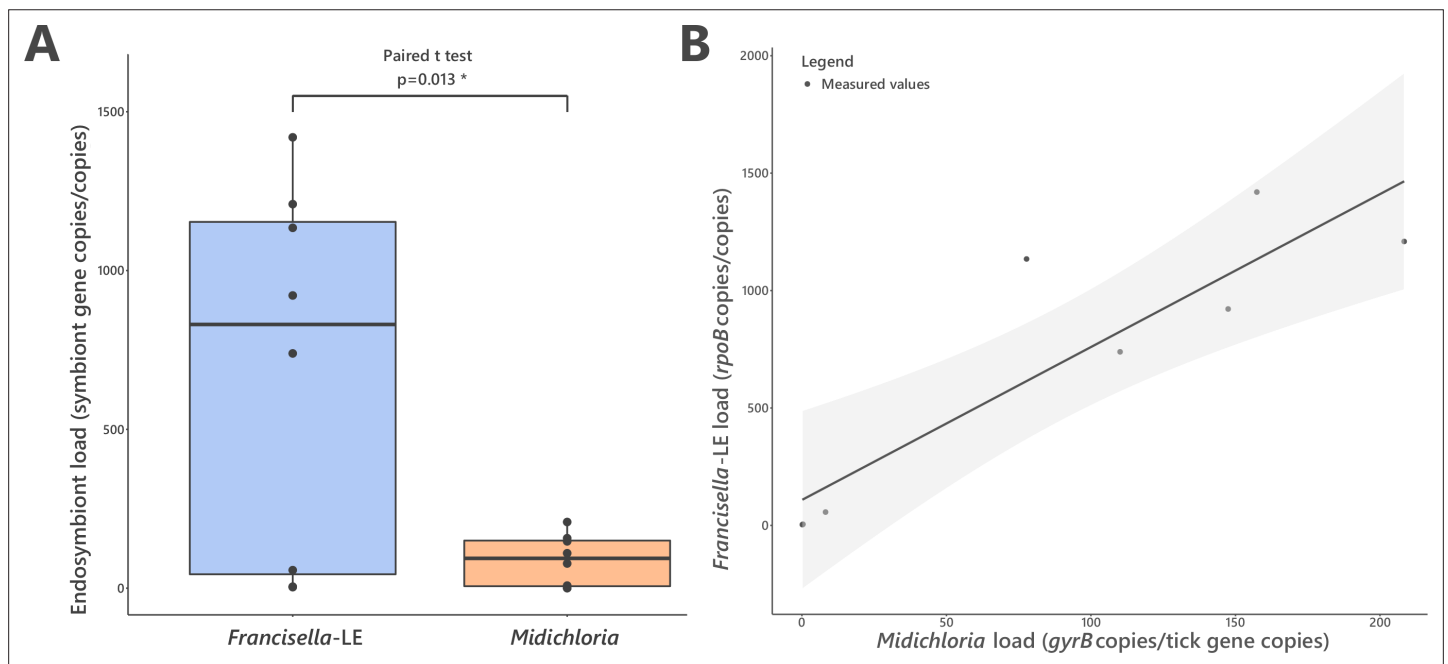 A
Paired t test
p=0.013 *
Endosymbiont load (symbiont gene copies/copies)
1500
1000
500
0
Francisella-LE
Midichloria
B
Legend
Measured values
Francisella-LE load (rpoB copies/copies)
2000
1500
1000
500
0
0
50
100
150
200
Midichloria load (gyrB copies/tick gene copies)